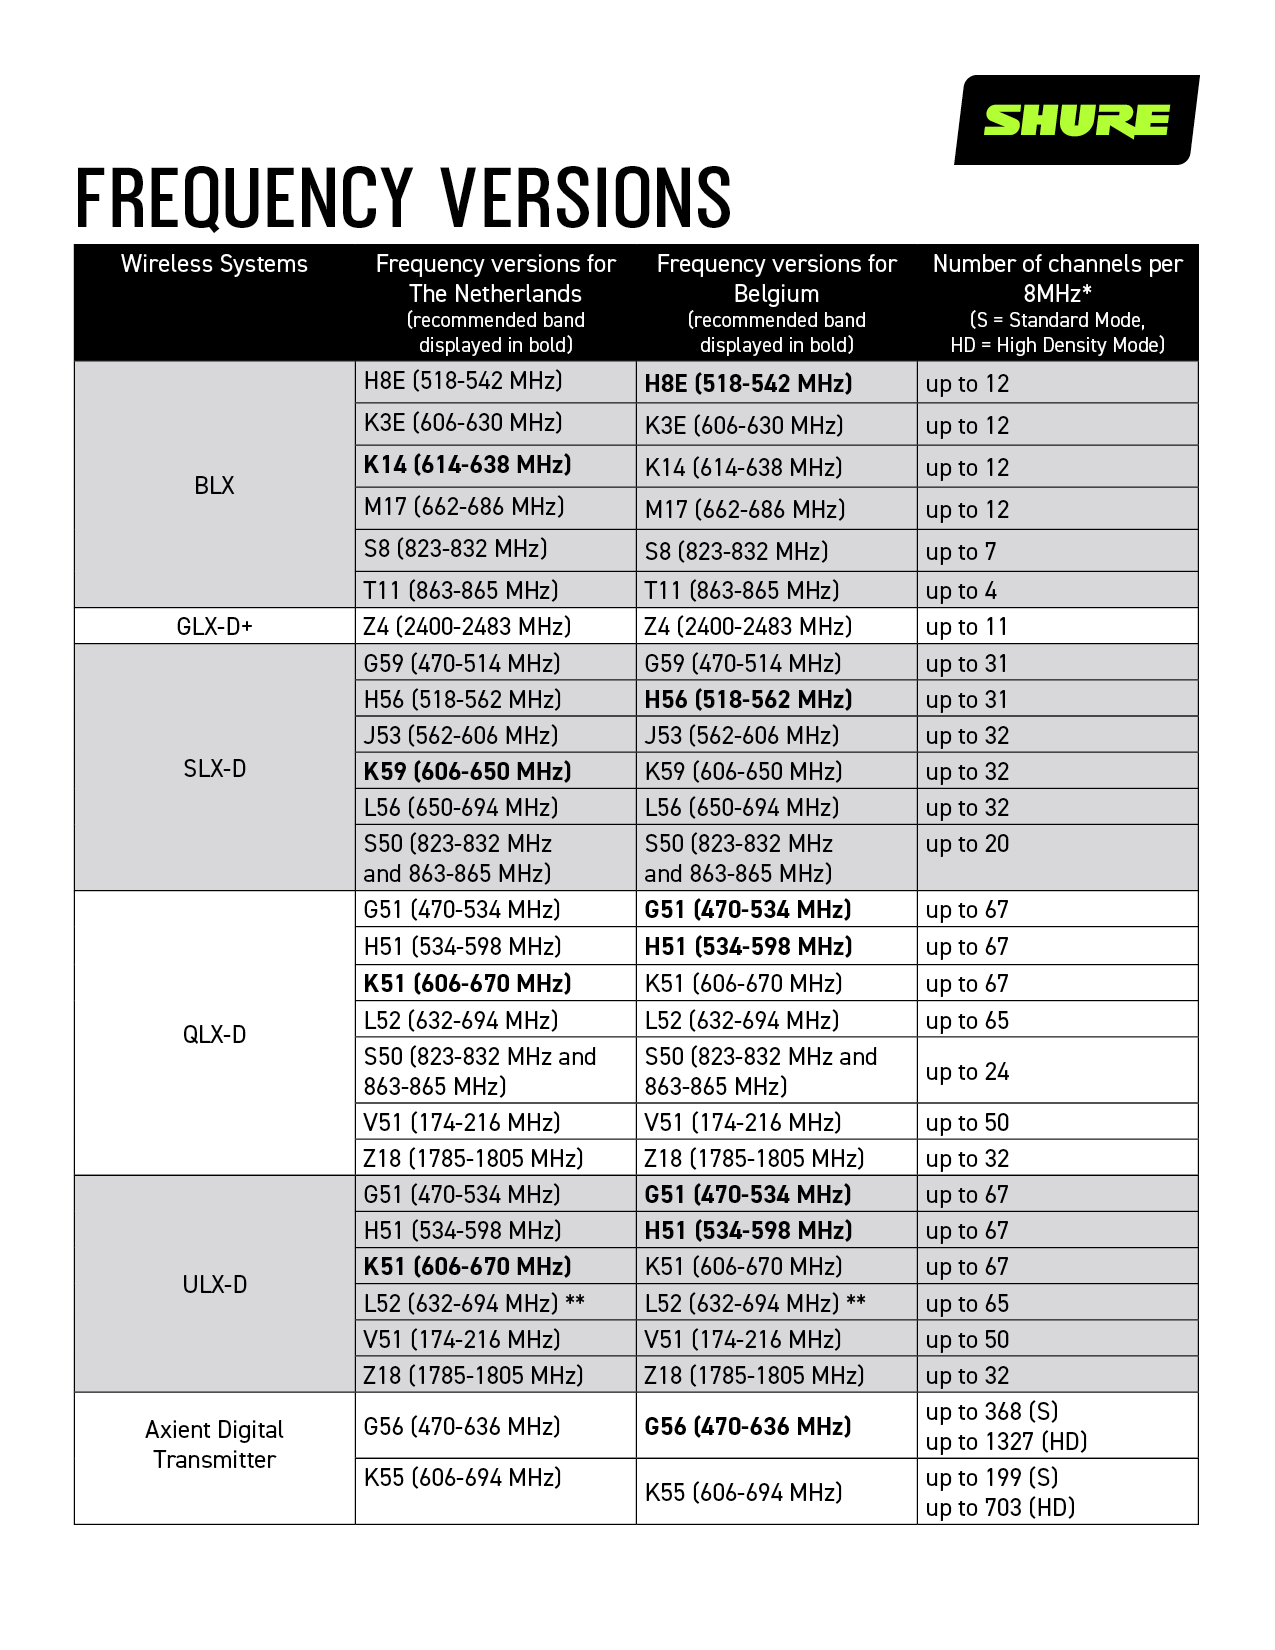 SHURE
FREQUENCY VERSIONS
Wireless Systems
Frequency versions for
The Netherlands
(recommended band
displayed in bold)
Frequency versions for
Belgium
(recommended band
displayed in bold)
Number of channels per
8MHz*
(S = Standard Mode,
HD = High Density Mode)
BLX
H8E (518-542 MHz) H8E (518-542 MHz) up to 12
K3E (606-630 MHz) K3E (606-630 MHz) up to 12
K14 (614-638 MHz) K14 (614-638 MHz) up to 12
M17 (662-686 MHz) M17 (662-686 MHz) up to 12
S8 (823-832 MHz) S8 (823-832 MHz) up to 7
T11 (863-865 MHz) T11 (863-865 MHz) up to 4
GLX-D+ Z4 (2400-2483 MHz) Z4 (2400-2483 MHz) up to 11
SLX-D
G59 (470-514 MHz) G59 (470-514 MHz) up to 31
H56 (518-562 MHz) H56 (518-562 MHz) up to 31
J53 (562-606 MHz) J53 (562-606 MHz) up to 32
K59 (606-650 MHz) K59 (606-650 MHz) up to 32
L56 (650-694 MHz) L56 (650-694 MHz) up to 32
S50 (823-832 MHz S50 (823-832 MHz up to 20
and 863-865 MHz) and 863-865 MHz)
QLX-D
G51 (470-534 MHz) G51 (470-534 MHz) up to 67
H51 (534-598 MHz) H51 (534-598 MHz) up to 67
K51 (606-670 MHz) K51 (606-670 MHz) up to 67
L52 (632-694 MHz) L52 (632-694 MHz) up to 65
S50 (823-832 MHz and S50 (823-832 MHz and
863-865 MHz) 863-865 MHz) up to 24
V51 (174-216 MHz) V51 (174-216 MHz) up to 50
Z18 (1785-1805 MHz) Z18 (1785-1805 MHz) up to 32
ULX-D
G51 (470-534 MHz) G51 (470-534 MHz) up to 67
H51 (534-598 MHz) H51 (534-598 MHz) up to 67
K51 (606-670 MHz) K51 (606-670 MHz) up to 67
L52 (632-694 MHz) ** L52 (632-694 MHz) ** up to 65
V51 (174-216 MHz) V51 (174-216 MHz) up to 50
Z18 (1785-1805 MHz) Z18 (1785-1805 MHz) up to 32
Axient Digital
Transmitter
G56 (470-636 MHz) G56 (470-636 MHz) up to 368 (S)
up to 1327 (HD)
K55 (606-694 MHz) K55 (606-694 MHz) up to 199 (S)
up to 703 (HD)